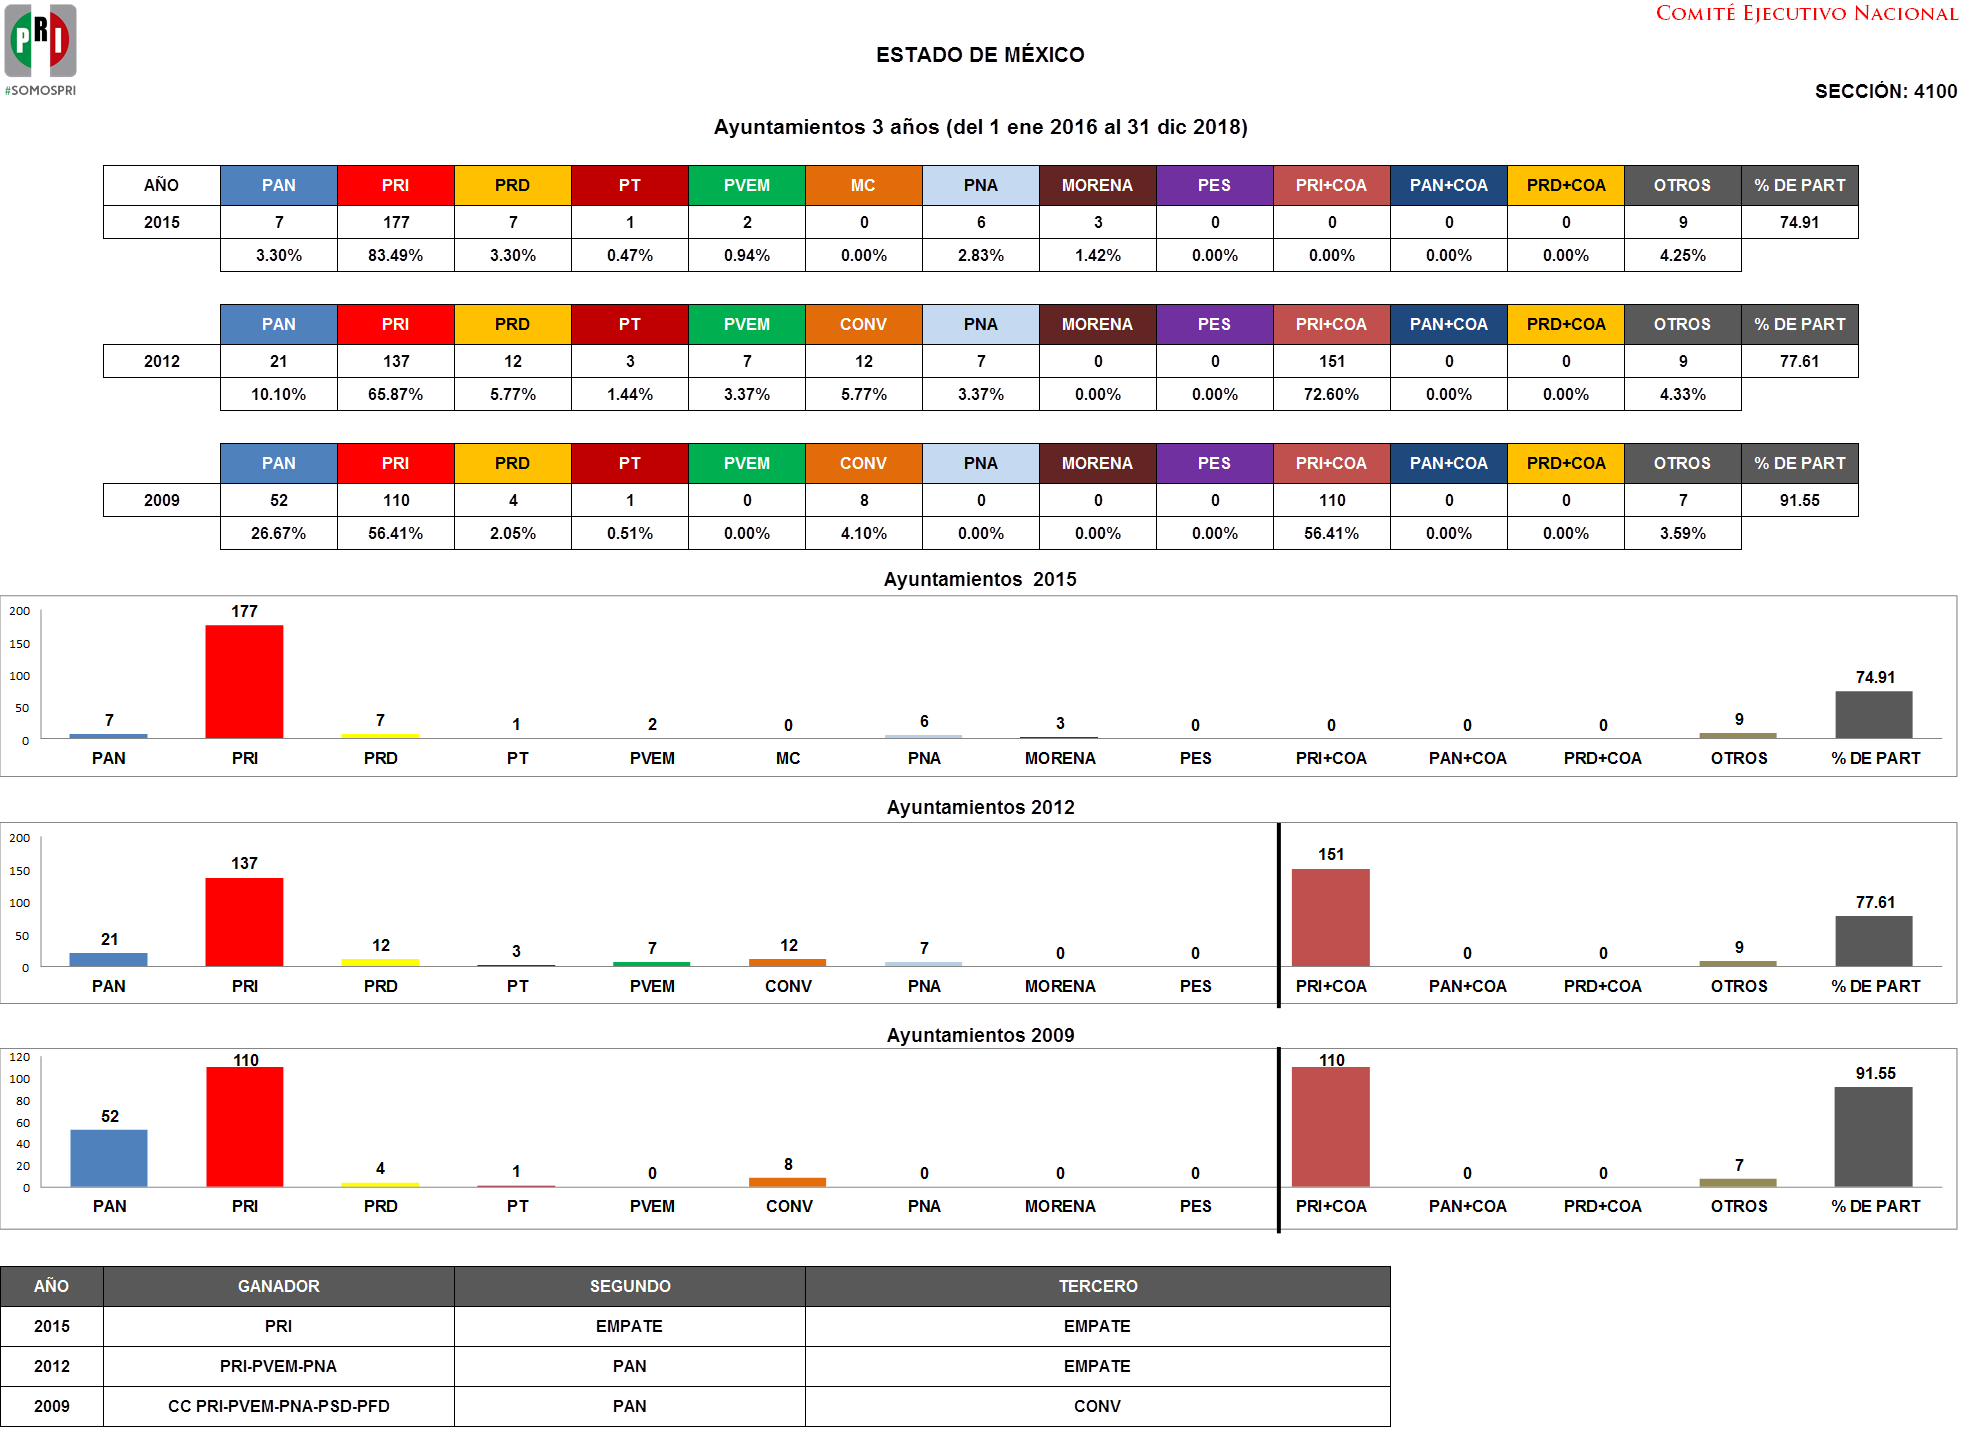 COMITÉ EJECUTIVO NACIONAL
PRI
#SOMOSPRI
ESTADO DE MÉXICO
SECCIÓN: 4100
Ayuntamientos 3 años (del 1 ene 2016 al 31 dic 2018)
AÑO PAN PRI PRD PT PVEM MC PNA MORENA PES PRI+COA PAN+COA PRD+COA OTROS % DE PART
2015 7 177 7 1 2 0 6 3 0 0 0 0 9 74.91
3.30% 83.49% 3.30% 0.47% 0.94% 0.00% 2.83% 1.42% 0.00% 0.00% 0.00% 0.00% 4.25%
PAN PRI PRD PT PVEM CONV PNA MORENA PES PRI+COA PAN+COA PRD+COA OTROS % DE PART
2012 21 137 12 3 7 12 7 0 0 151 0 0 9 77.61
10.10% 65.87% 5.77% 1.44% 3.37% 5.77% 3.37% 0.00% 0.00% 72.60% 0.00% 0.00% 4.33%
PAN PRI PRD PT PVEM CONV PNA MORENA PES PRI+COA PAN+COA PRD+COA OTROS % DE PART
2009 52 110 4 1 0 8 0 0 0 110 0 0 7 91.55
26.67% 56.41% 2.05% 0.51% 0.00% 4.10% 0.00% 0.00% 0.00% 56.41% 0.00% 0.00% 3.59%
Ayuntamientos 2015
200
150
100
50
0
7 177 7 1 2 0 6 3 0 0 0 0 9 74.91
PAN PRI PRD PT PVEM MC PNA MORENA PES PRI+COA PAN+COA PRD+COA OTROS % DE PART
Ayuntamientos 2012
200
150
100
50
0
21 137 12 3 7 12 7 0 0 151 0 0 9 77.61
PAN PRI PRD PT PVEM CONV PNA MORENA PES PRI+COA PAN+COA PRD+COA OTROS % DE PART
Ayuntamientos 2009
120
100
80
60
40
20
0
52 110 4 1 0 8 0 0 0 110 0 0 7 91.55
PAN PRI PRD PT PVEM CONV PNA MORENA PES PRI+COA PAN+COA PRD+COA OTROS % DE PART
AÑO GANADOR SEGUNDO TERCERO
2015 PRI EMPATE EMPATE
2012 PRI-PVEM-PNA PAN EMPATE
2009 CC PRI-PVEM-PNA-PSD-PFD PAN CONV